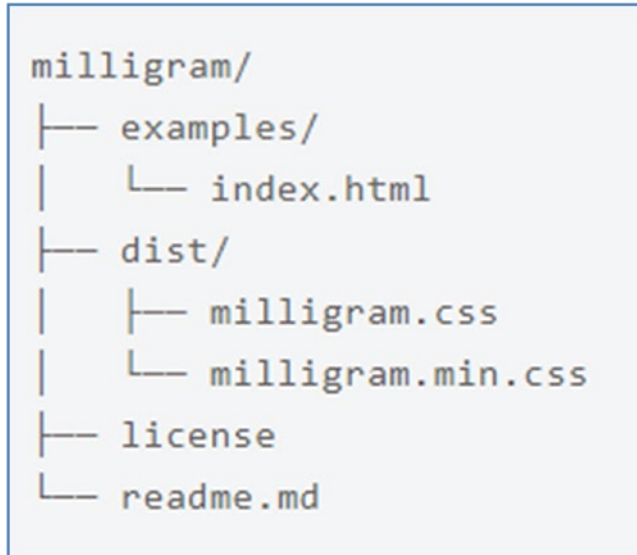 milligram/
├── examples/
│   └── index.html
├── dist/
│   ├── milligram.css
│   └── milligram.min.css
├── license
└── readme.md